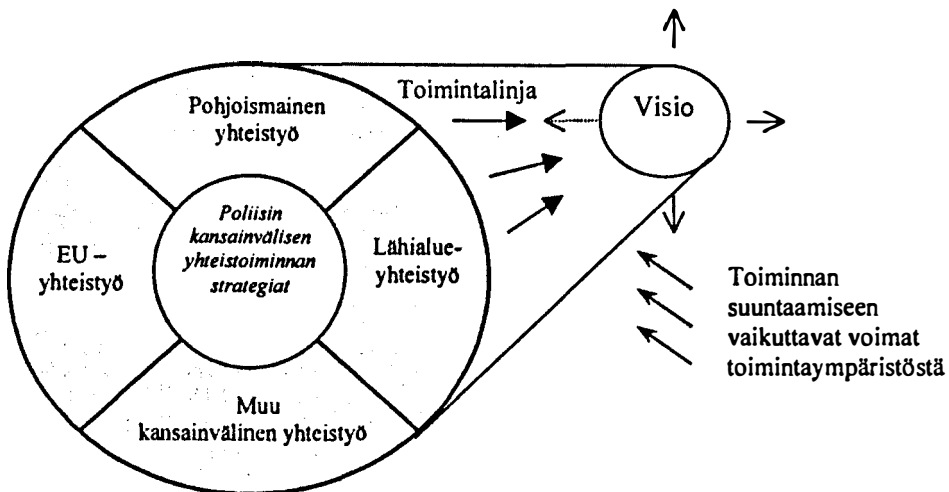 Pohjoismainen
yhteistyö
Toimintalinja
Visio
Poliisin
kansainvälisen
yhteistoiminnan
strategiat
EU –
yhteistyö
Lähialue-
yhteistyö
Muu
kansainvälinen yhteistyö
Toiminnan
suuntaamiseen
vaikuttavat voimat
toimintaympäristöstä